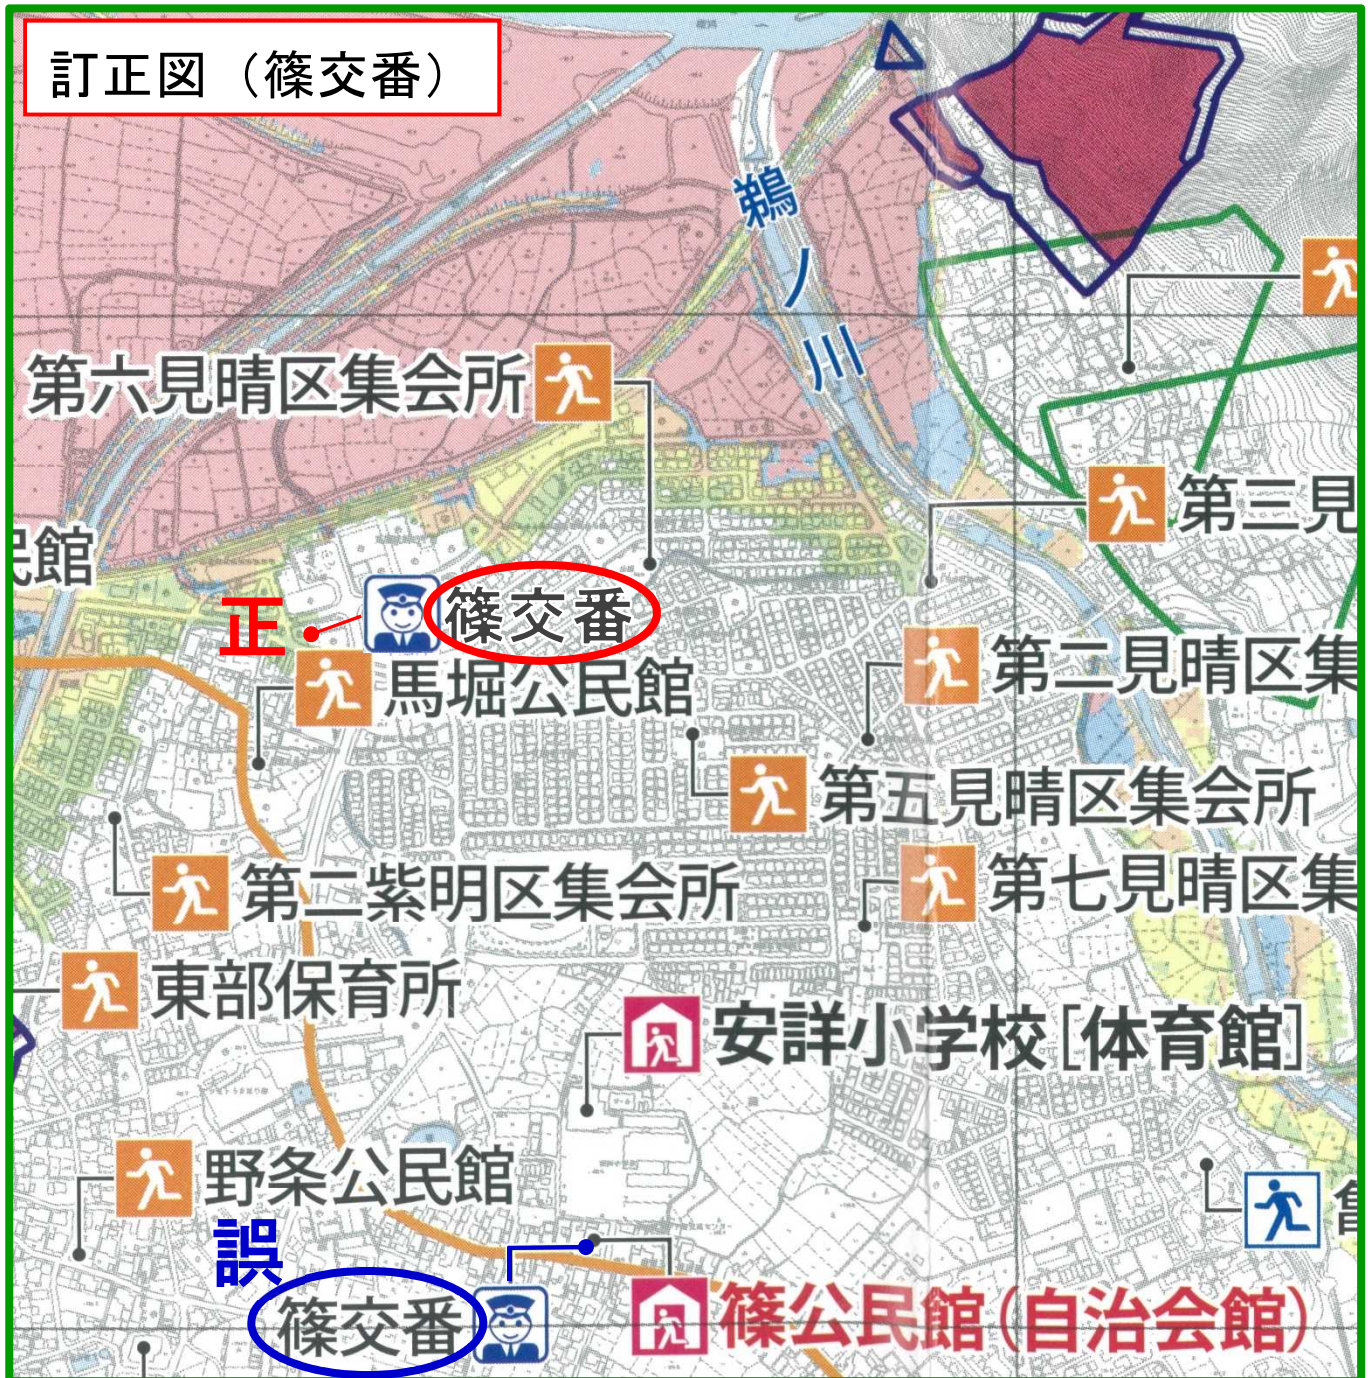 訂正図（篠交番）
鵜ノ川
第六見晴区集会所
第三見
民館
正
篠交番
馬堀公民館
第二見晴区集
第五見晴区集会所
第二紫明区集会所
第七見晴区集
東部保育所
安詳小学校[体育館]
野条公民館
誤
篠交番
篠公民館(自治会館)